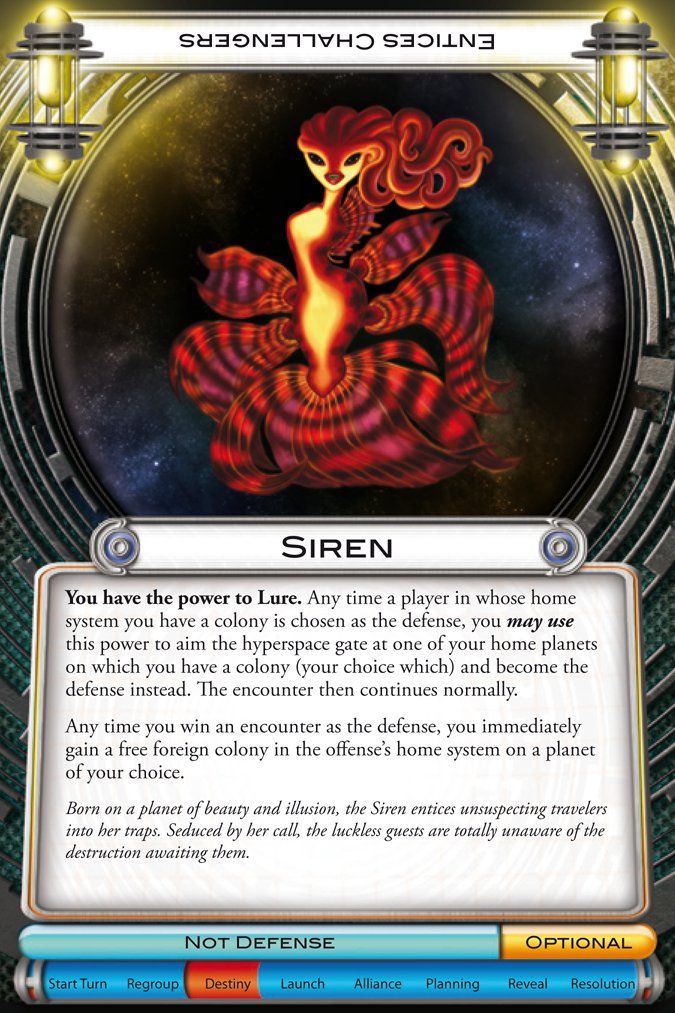 Entices Challengers
Siren
You have the power to Lure. Any time a player in whose home
system you have a colony is chosen as the defense, you may use
this power to aim the hyperspace gate at one of your home planets
on which you have a colony (your choice which) and become the
defense instead. The encounter then continues normally.
Any time you win an encounter as the defense, you immediately
gain a free foreign colony in the offense's home system on a planet
of your choice.
Born on a planet of beauty and illusion, the Siren entices unsuspecting travelers
into her traps. Seduced by her call, the luckless guests are totally unaware of the
destruction awaiting them.
Not Defense Optional
Start Turn Regroup Destiny Launch Alliance Planning Reveal Resolution